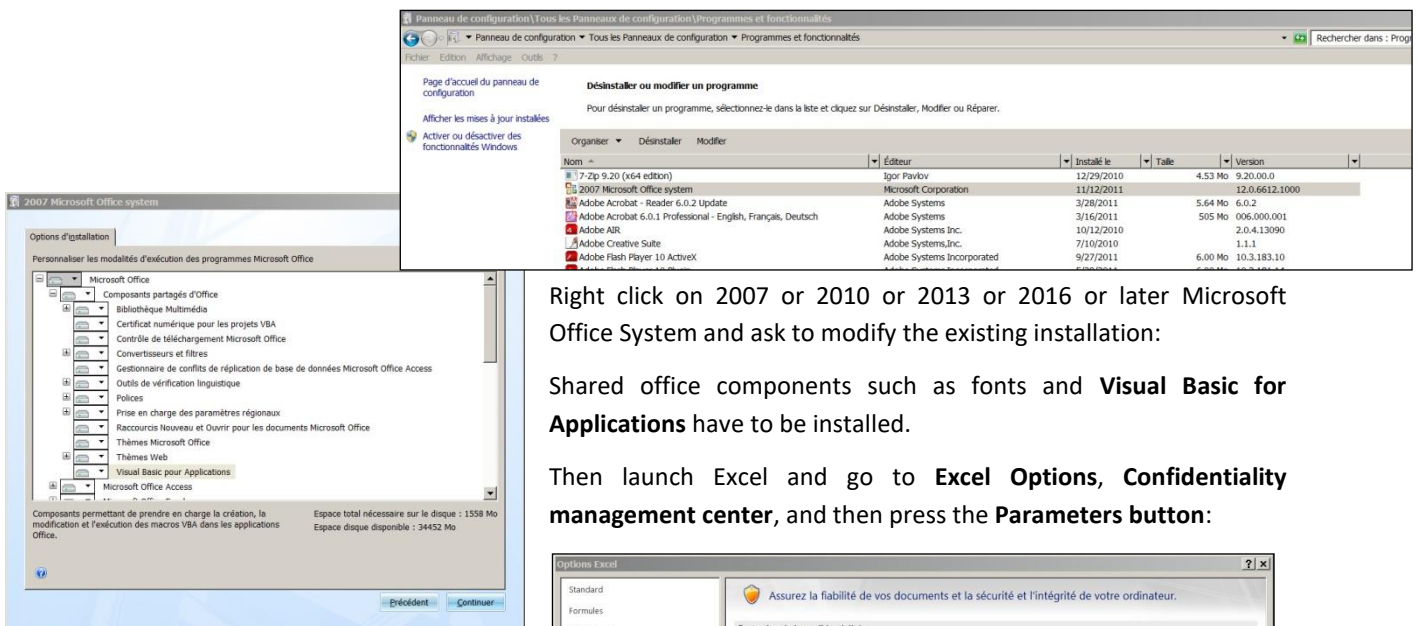 Panneau de configuration\Tous les Panneaux de configuration\Programmes et fonctionnalités
Panneau de configuration Tous les Panneaux de configuration Programmes et fonctionnalités
Rechercher dans : Progr
Fichier Edition Affichage Outils ?
Page d'accueil du panneau de
configuration
Afficher les mises à jour installées
Activer ou désactiver des
fonctionnalités Windows
Désinstaller ou modifier un programme
Pour désinstaller un programme, sélectionnez-le dans la liste et cliquez sur Désinstaller, Modifier ou Réparer.
Organiser Désinstaller Modifier
Nom Éditeur Installé le Taille Version
7-Zip 9.20 (x64 edition) Igor Pavlov 12/29/2010 4.53 Mo 9.20.00.0
2007 Microsoft Office system Microsoft Corporation 11/12/2011 12.0.6612.1000
Adobe Acrobat - Reader 6.0.2 Update Adobe Systems 3/28/2011 5.64 Mo 6.0.2
Adobe Acrobat 6.0.1 Professional - English, Français, Deutsch Adobe Systems 3/16/2011 505 Mo 006.000.001
Adobe AIR Adobe Systems Inc. 10/12/2010 2.0.4.13090
Adobe Creative Suite Adobe Systems,Inc. 7/10/2010 1.1.1
Adobe Flash Player 10 ActiveX Adobe Systems Incorporated 9/27/2011 6.00 Mo 10.3.183.10
2007 Microsoft Office system
Options d'installation
Personnaliser les modalités d'exécution des programmes Microsoft Office
Microsoft Office
Composants partagés d'Office
Bibliothèque Multimédia
Certificat numérique pour les projets VBA
Contrôle de téléchargement Microsoft Office
Convertisseurs et filtres
Gestionnaire de conflits de réplication de base de données Microsoft Office Access
Outils de vérification linguistique
Polices
Prise en charge des paramètres régionaux
Raccourcis Nouveau et Ouvrir pour les documents Microsoft Office
Thèmes Microsoft Office
Thèmes Web
Visual Basic pour Applications
Microsoft Office Access
Composants permettant de prendre en charge la création, la
modification et l'exécution des macros VBA dans les applications
Office.
Espace total nécessaire sur le disque : 1558 Mo
Espace disque disponible : 34452 Mo
Précédent Continuer
Right click on 2007 or 2010 or 2013 or 2016 or later Microsoft
Office System and ask to modify the existing installation:
Shared office components such as fonts and Visual Basic for
Applications have to be installed.
Then launch Excel and go to Excel Options, Confidentiality
management center, and then press the Parameters button:
Options Excel
Standard
Formules
Assurez la fiabilité de vos documents et la sécurité et l'intégrité de votre ordinateur.